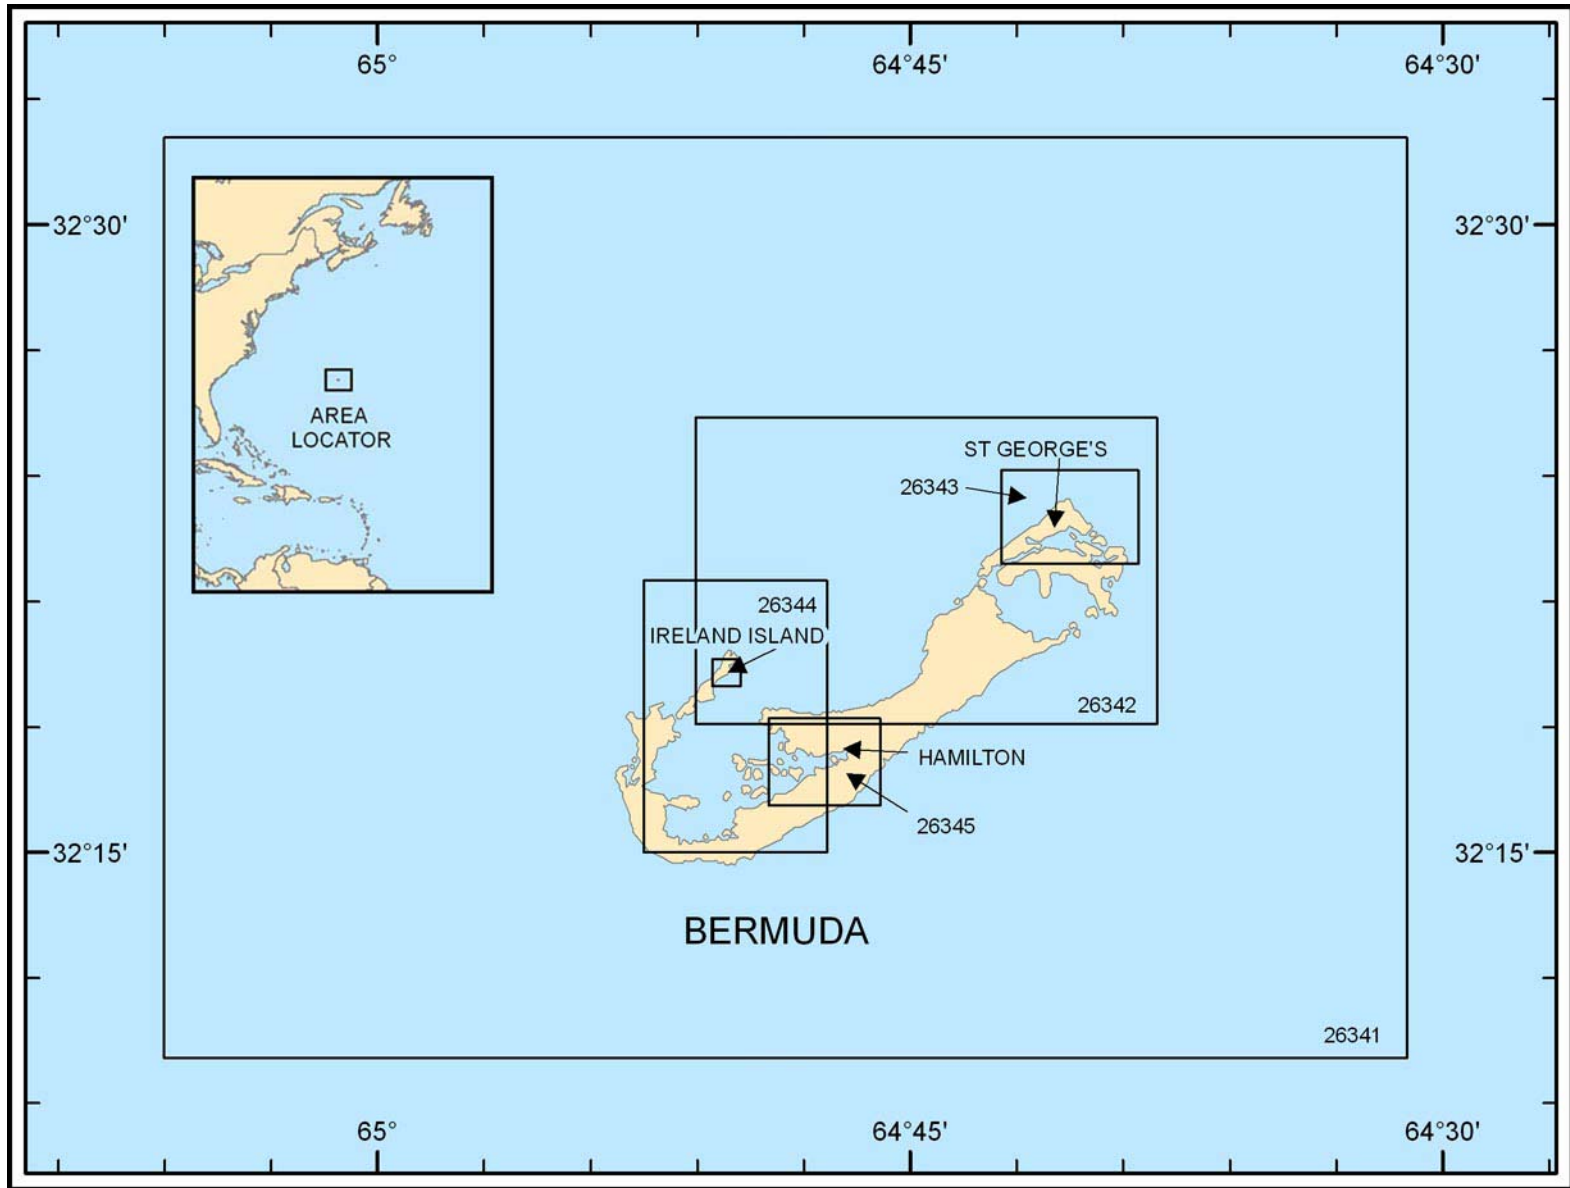 65°
64°45'
64°30'
32°30'
32°30'
AREA
LOCATOR
ST GEORGE'S
26343
26344
IRELAND ISLAND
26342
HAMILTON
26345
32°15'
32°15'
BERMUDA
26341
65°
64°45'
64°30'